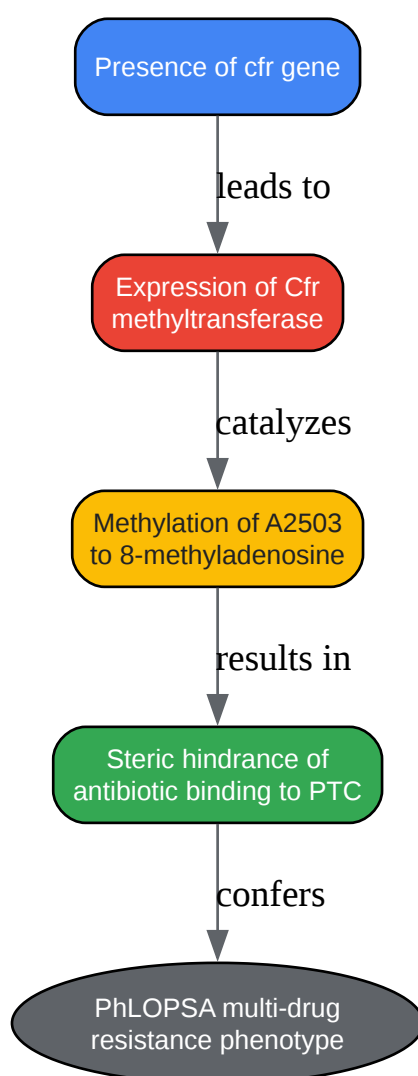 Presence of cfr gene
leads to
Expression of Cfr
methyltransferase
catalyzes
Methylation of A2503
to 8-methyladenosine
results in
Steric hindrance of
antibiotic binding to PTC
confers
PhLOPSA multi-drug
resistance phenotype